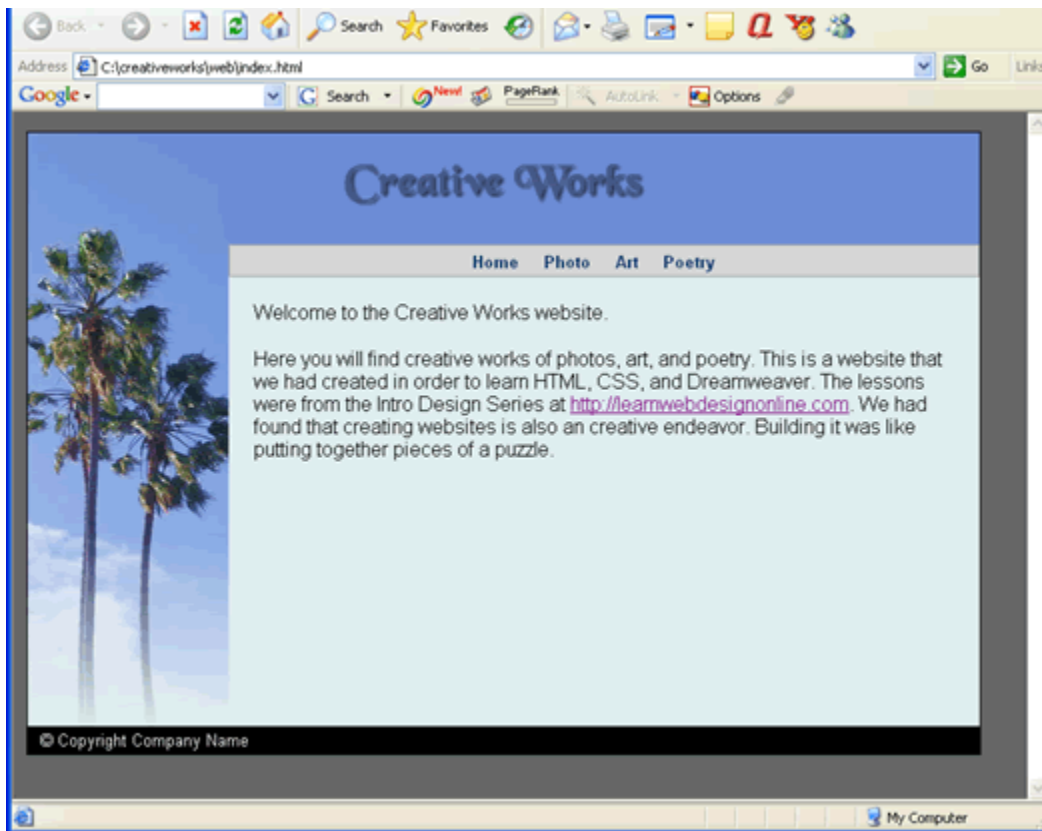 Back Search Favorites
Address C:\creativeworks\web\index.html Go Links
Google Search New! PageRank AutoLink Options
Creative Works
Home Photo Art Poetry
Welcome to the Creative Works website.
Here you will find creative works of photos, art, and poetry. This is a website that
we had created in order to learn HTML, CSS, and Dreamweaver. The lessons
were from the Intro Design Series at http://learnwebdesignonline.com. We had
found that creating websites is also an creative endeavor. Building it was like
putting together pieces of a puzzle.
© Copyright Company Name
My Computer